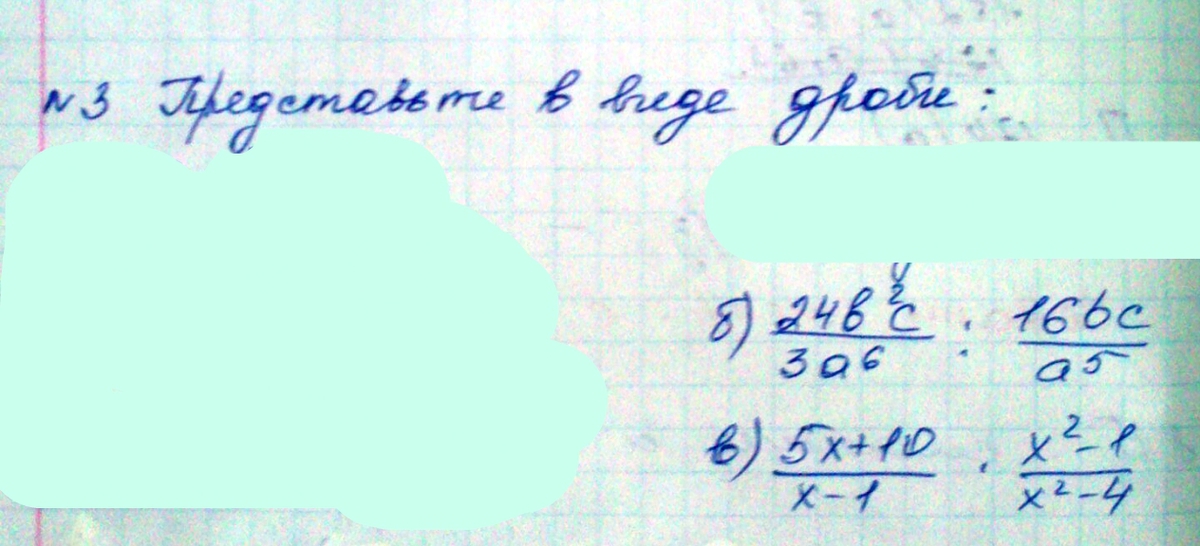 №3 Представьте в виде дроби:
б) 24b²c/3a⁶ : 16bc/a⁵
в) 5x+10/x-1 · x²-1/x²-4